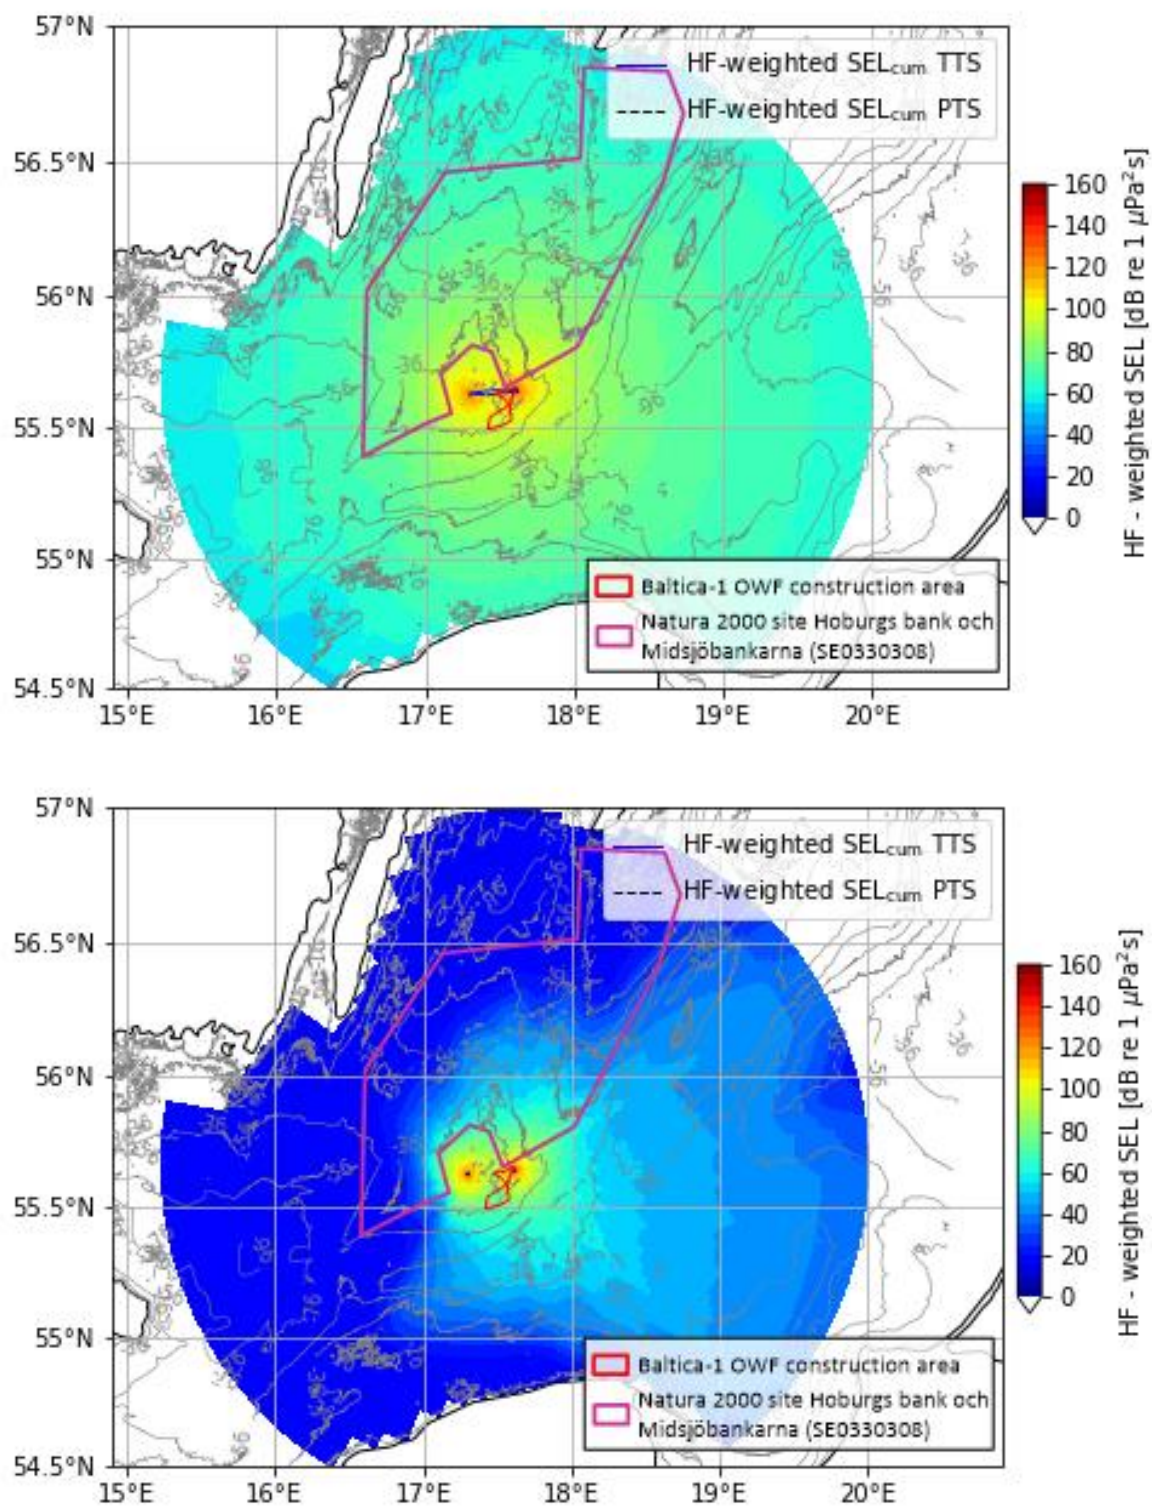 57°N
HF-weighted SELcum TTS
HF-weighted SELcum PTS
56.5°N
56°N
55.5°N
55°N
54.5°N
15°E 16°E 17°E 18°E 19°E 20°E
160
140
120
100
80
60
40
20
0
HF - weighted SEL [dB re 1 µPa²s]
Baltica-1 OWF construction area
Natura 2000 site Hoburgs bank och
Midsjöbankarna (SE0330308)
57°N
HF-weighted SELcum TTS
HF-weighted SELcum PTS
56.5°N
56°N
55.5°N
55°N
54.5°N
15°E 16°E 17°E 18°E 19°E 20°E
160
140
120
100
80
60
40
20
0
HF - weighted SEL [dB re 1 µPa²s]
Baltica-1 OWF construction area
Natura 2000 site Hoburgs bank och
Midsjöbankarna (SE0330308)